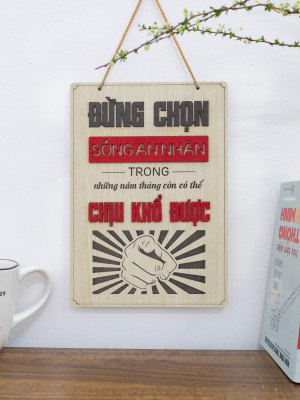 ĐỪNG CHỌN
SỐNG AN NHÀN
TRONG
những năm tháng còn có thể
CHỊU KHỔ ĐƯỢC